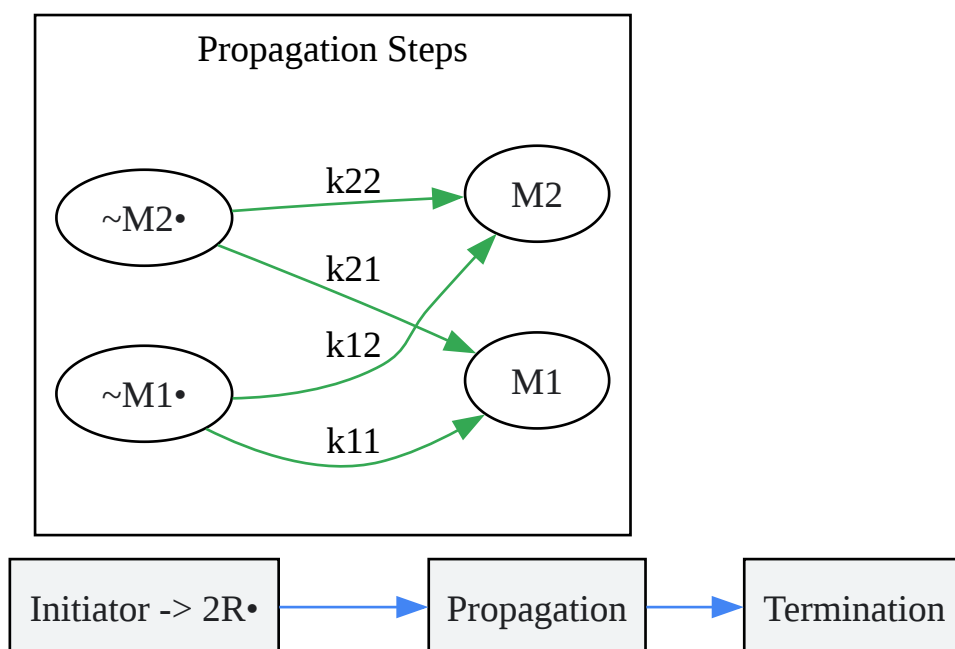 Propagation Steps
k22
M2
~M2•
k21
k12
M1
~M1•
k11
Initiator -> 2R•
Propagation
Termination